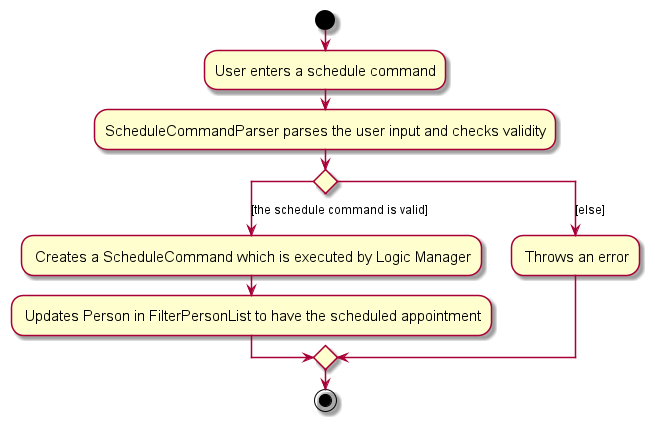 User enters a schedule command
ScheduleCommandParser parses the user input and checks validity
[the schedule command is valid]
[else]
Creates a ScheduleCommand which is executed by Logic Manager
Throws an error
Updates Person in FilterPersonList to have the scheduled appointment